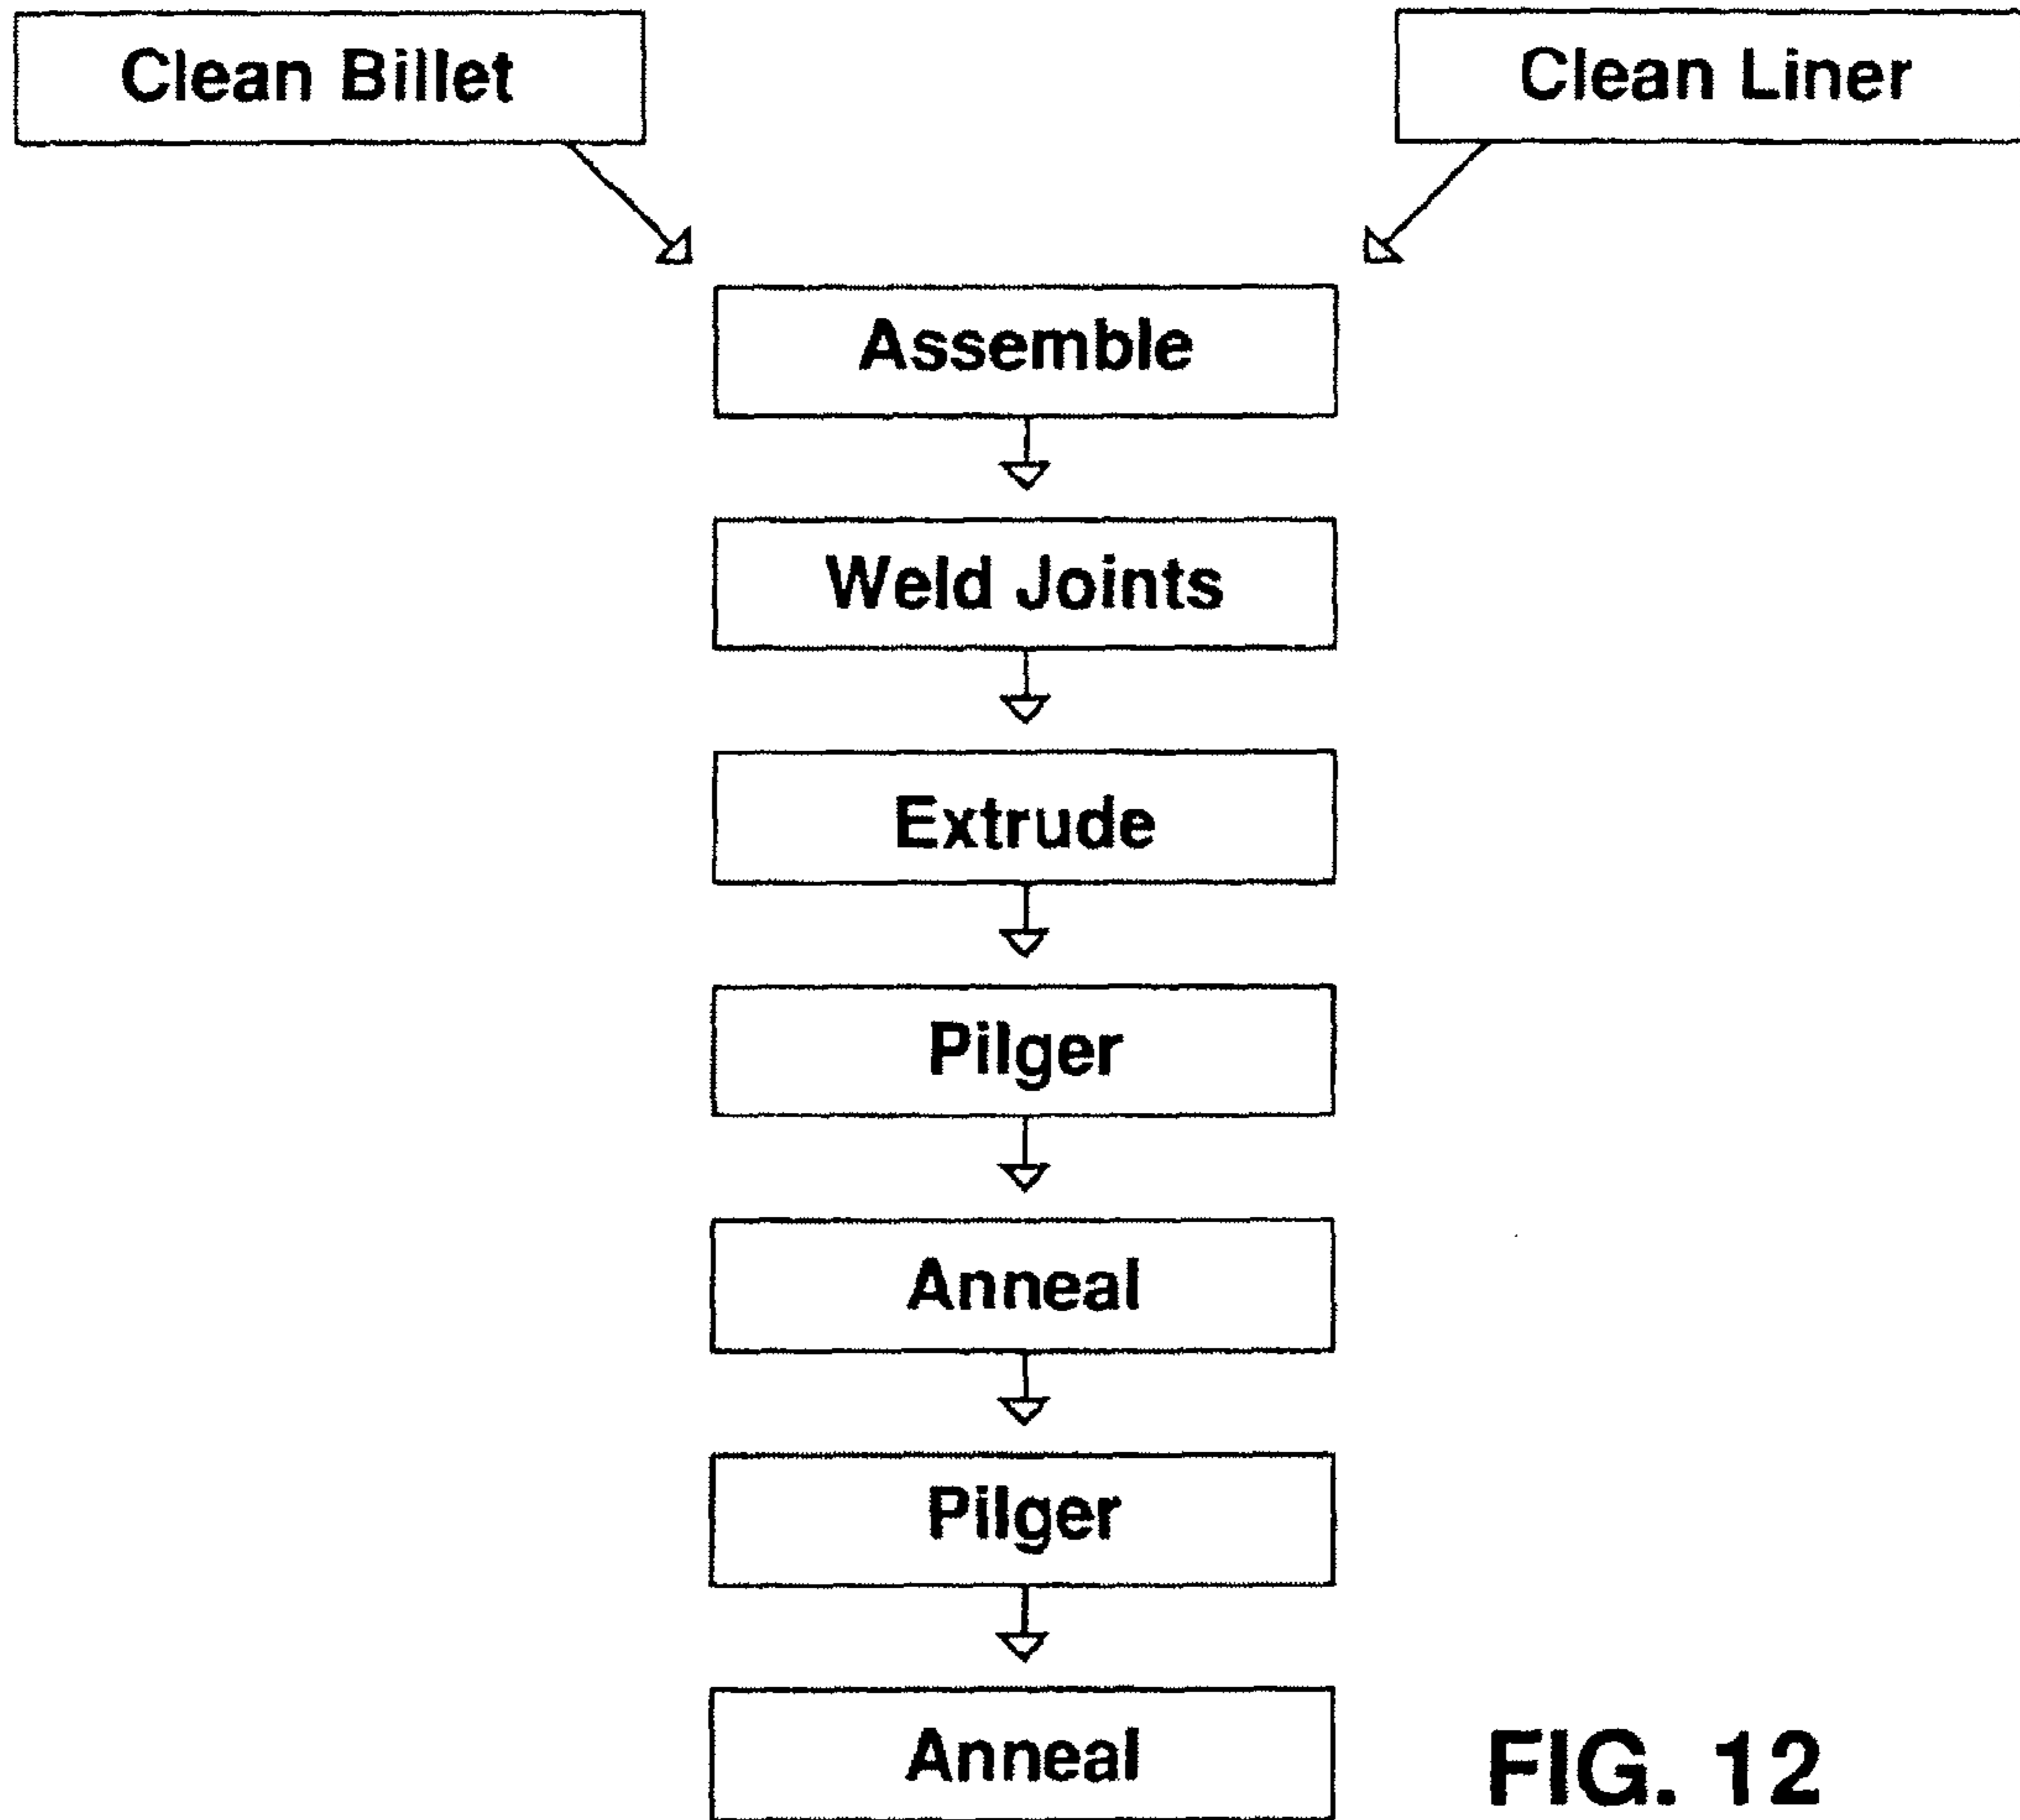 Clean Billet
Clean Liner
Assemble
Weld Joints
Extrude
Pilger
Anneal
Pilger
Anneal
FIG. 12